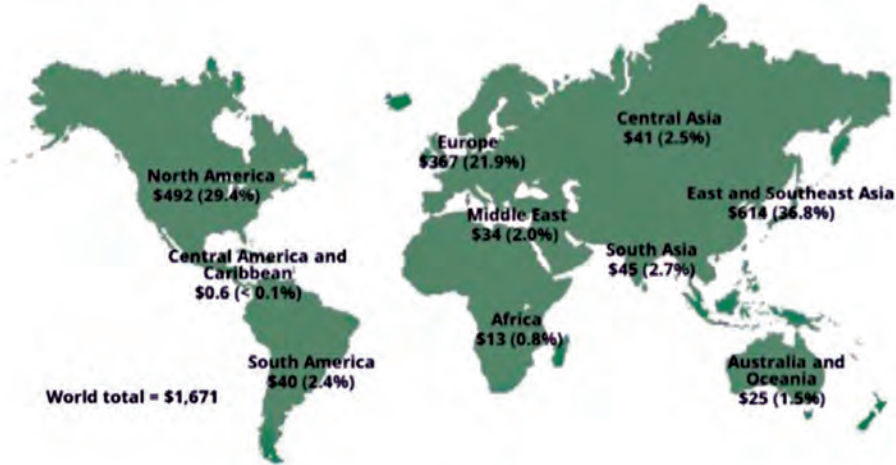 Central Asia
$41 (2.5%)
Europe
$367 (21.9%)
North America
$492 (29.4%)
East and Southeast Asia
$614 (36.8%)
Middle East
$34 (2.0%)
South Asia
$45 (2.7%)
Central America and
Caribbean
$0.6 (< 0.1%)
Africa
$13 (0.8%)
South America
$40 (2.4%)
Australia and
Oceania
$25 (1.5%)
World total = $1,671